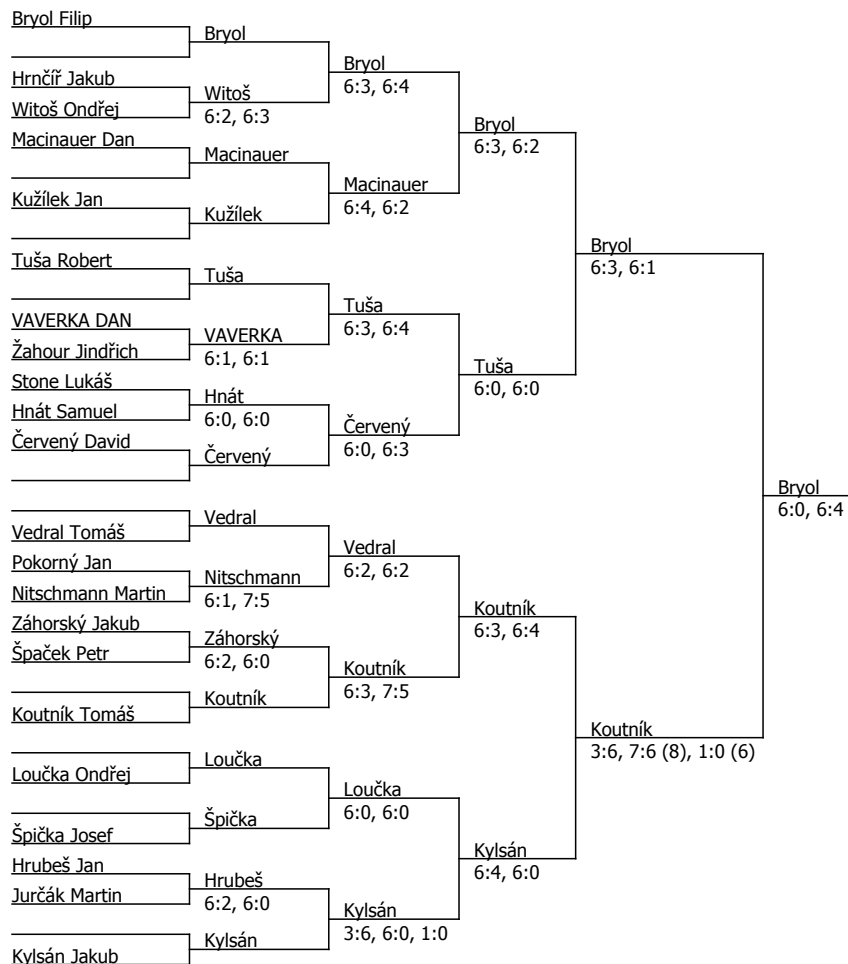 Bryol Filip
Bryol
Bryol
6:3, 6:4
Hrnčíř Jakub
Witoš
6:2, 6:3
Witoš Ondřej
Bryol
6:3, 6:2
Macinauer Dan
Macinauer
Macinauer
6:4, 6:2
Kužílek Jan
Kužílek
Bryol
6:3, 6:1
Tuša Robert
Tuša
Tuša
6:3, 6:4
VAVERKA DAN
VAVERKA
6:1, 6:1
Žahour Jindřich
Tuša
6:0, 6:0
Stone Lukáš
Hnát
6:0, 6:0
Hnát Samuel
Červený
6:0, 6:3
Červený David
Červený
Bryol
6:0, 6:4
Vedral
Vedral Tomáš
Vedral
6:2, 6:2
Pokorný Jan
Nitschmann
6:1, 7:5
Nitschmann Martin
Koutník
6:3, 6:4
Záhorský Jakub
Záhorský
6:2, 6:0
Špaček Petr
Koutník
6:3, 7:5
Koutník
Koutník Tomáš
Koutník
3:6, 7:6 (8), 1:0 (6)
Loučka
Loučka Ondřej
Loučka
6:0, 6:0
Špička
Špička Josef
Kylsán
6:4, 6:0
Hrubeš Jan
Hrubeš
6:2, 6:0
Jurčák Martin
Kylsán
3:6, 6:0, 1:0
Kylsán
Kylsán Jakub